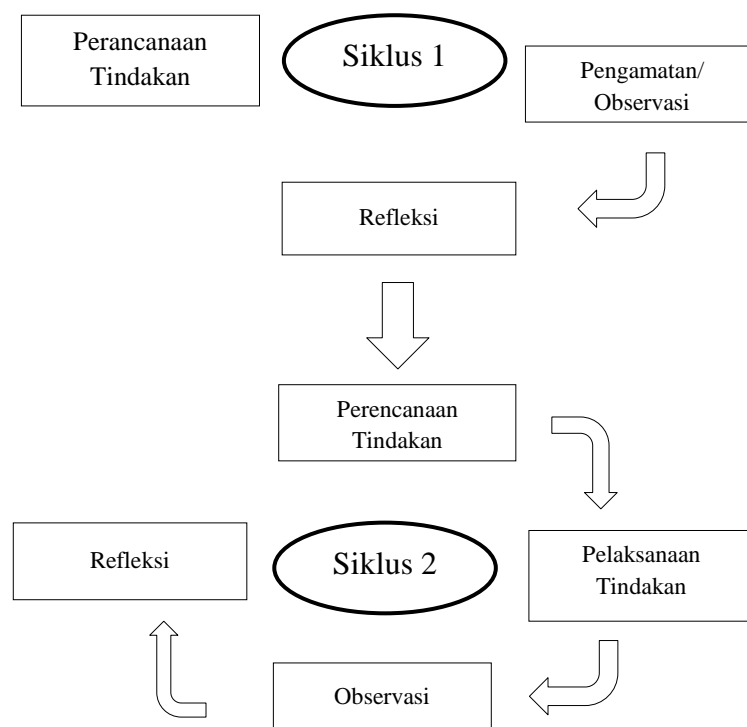 Perancanaan
Tindakan
Siklus 1
Pengamatan/
Observasi
Refleksi
Perencanaan
Tindakan
Refleksi
Siklus 2
Pelaksanaan
Tindakan
Observasi